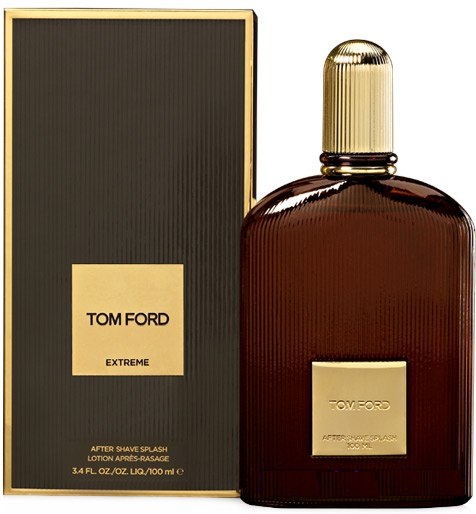 TOM FORD
EXTREME
AFTER SHAVE SPLASH
LOTION APRÈS-RASAGE
3.4 FL. OZ./OZ. LIQ./100 ml ℮
TOM FORD
AFTER SHAVE SPLASH
100 ML